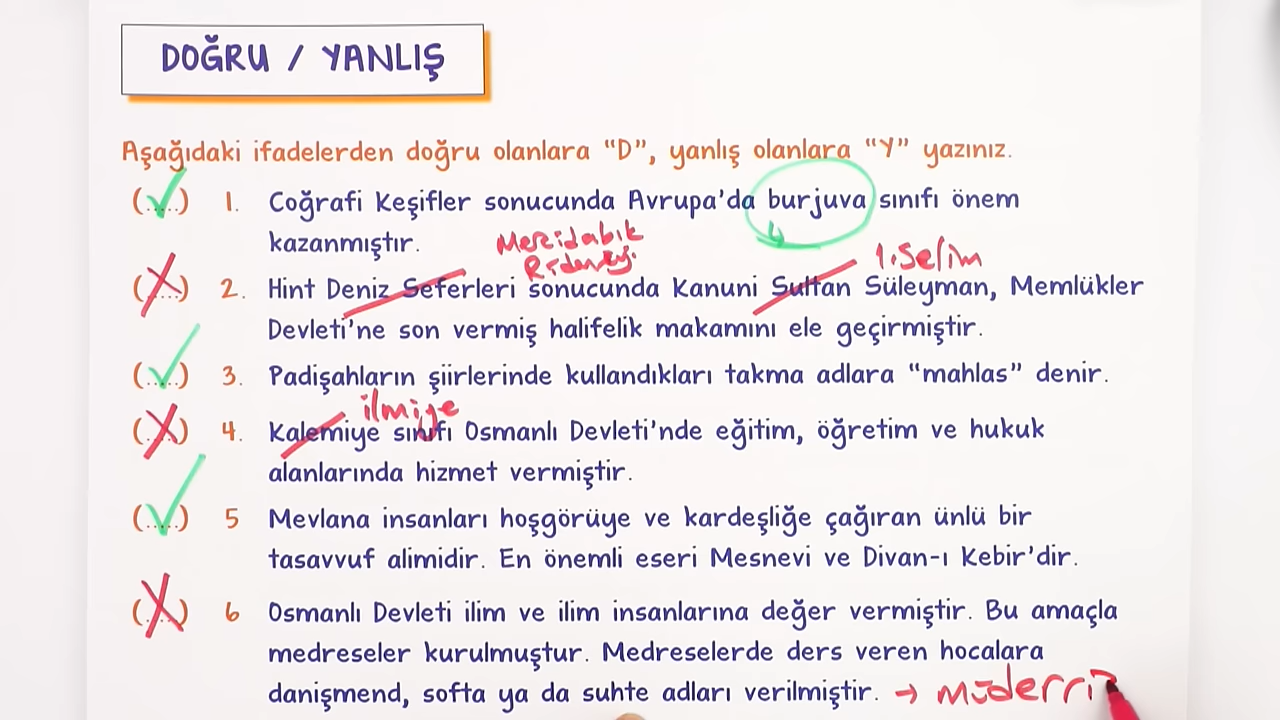 DOĞRU / YANLIŞ
Aşağıdaki ifadelerden doğru olanlara “D”, yanlış olanlara “Y” yazınız.
(.....) 1. Coğrafi Keşifler sonucunda Avrupa’da burjuva sınıfı önem
kazanmıştır.
Mercidabık
1.Selim
(.....) 2. Hint Deniz Seferleri sonucunda Kanuni Sultan Süleyman, Memlükler
Devleti’ne son vermiş halifelik makamını ele geçirmiştir.
(.....) 3. Padişahların şiirlerinde kullandıkları takma adlara “mahlas” denir.
ilmiye
(.....) 4. Kalemiye sınıfı Osmanlı Devleti’nde eğitim, öğretim ve hukuk
alanlarında hizmet vermiştir.
(.....) 5 Mevlana insanları hoşgörüye ve kardeşliğe çağıran ünlü bir
tasavvuf alimidir. En önemli eseri Mesnevi ve Divan-ı Kebir’dir.
(.....) 6 Osmanlı Devleti ilim ve ilim insanlarına değer vermiştir. Bu amaçla
medreseler kurulmuştur. Medreselerde ders veren hocalara
danişmend, softa ya da suhte adları verilmiştir. → müderri